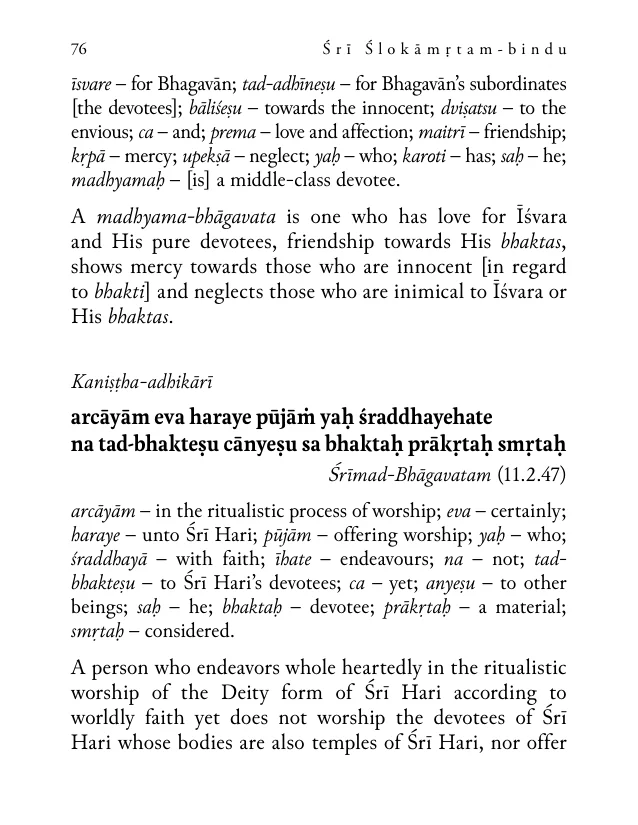 76 Śrī Ślokāmṛtam-bindu
īsvare – for Bhagavān; tad-adhīneṣu – for Bhagavān’s subordinates
[the devotees]; bāliśeṣu – towards the innocent; dviṣatsu – to the
envious; ca – and; prema – love and affection; maitrī – friendship;
kṛpā – mercy; upekṣā – neglect; yaḥ – who; karoti – has; saḥ – he;
madhyamaḥ – [is] a middle-class devotee.
A madhyama-bhāgavata is one who has love for Īśvara
and His pure devotees, friendship towards His bhaktas,
shows mercy towards those who are innocent [in regard
to bhakti] and neglects those who are inimical to Īśvara or
His bhaktas.
Kaniṣṭha-adhikārī
arcāyām eva haraye pūjāṁ yaḥ śraddhayehate
na tad-bhakteṣu cānyeṣu sa bhaktaḥ prākṛtaḥ smṛtaḥ
Śrīmad-Bhāgavatam (11.2.47)
arcāyām – in the ritualistic process of worship; eva – certainly;
haraye – unto Śrī Hari; pūjām – offering worship; yaḥ – who;
śraddhayā – with faith; īhate – endeavours; na – not; tad-
bhakteṣu – to Śrī Hari’s devotees; ca – yet; anyeṣu – to other
beings; saḥ – he; bhaktaḥ – devotee; prākṛtaḥ – a material;
smṛtaḥ – considered.
A person who endeavors whole heartedly in the ritualistic
worship of the Deity form of Śrī Hari according to
worldly faith yet does not worship the devotees of Śrī
Hari whose bodies are also temples of Śrī Hari, nor offer